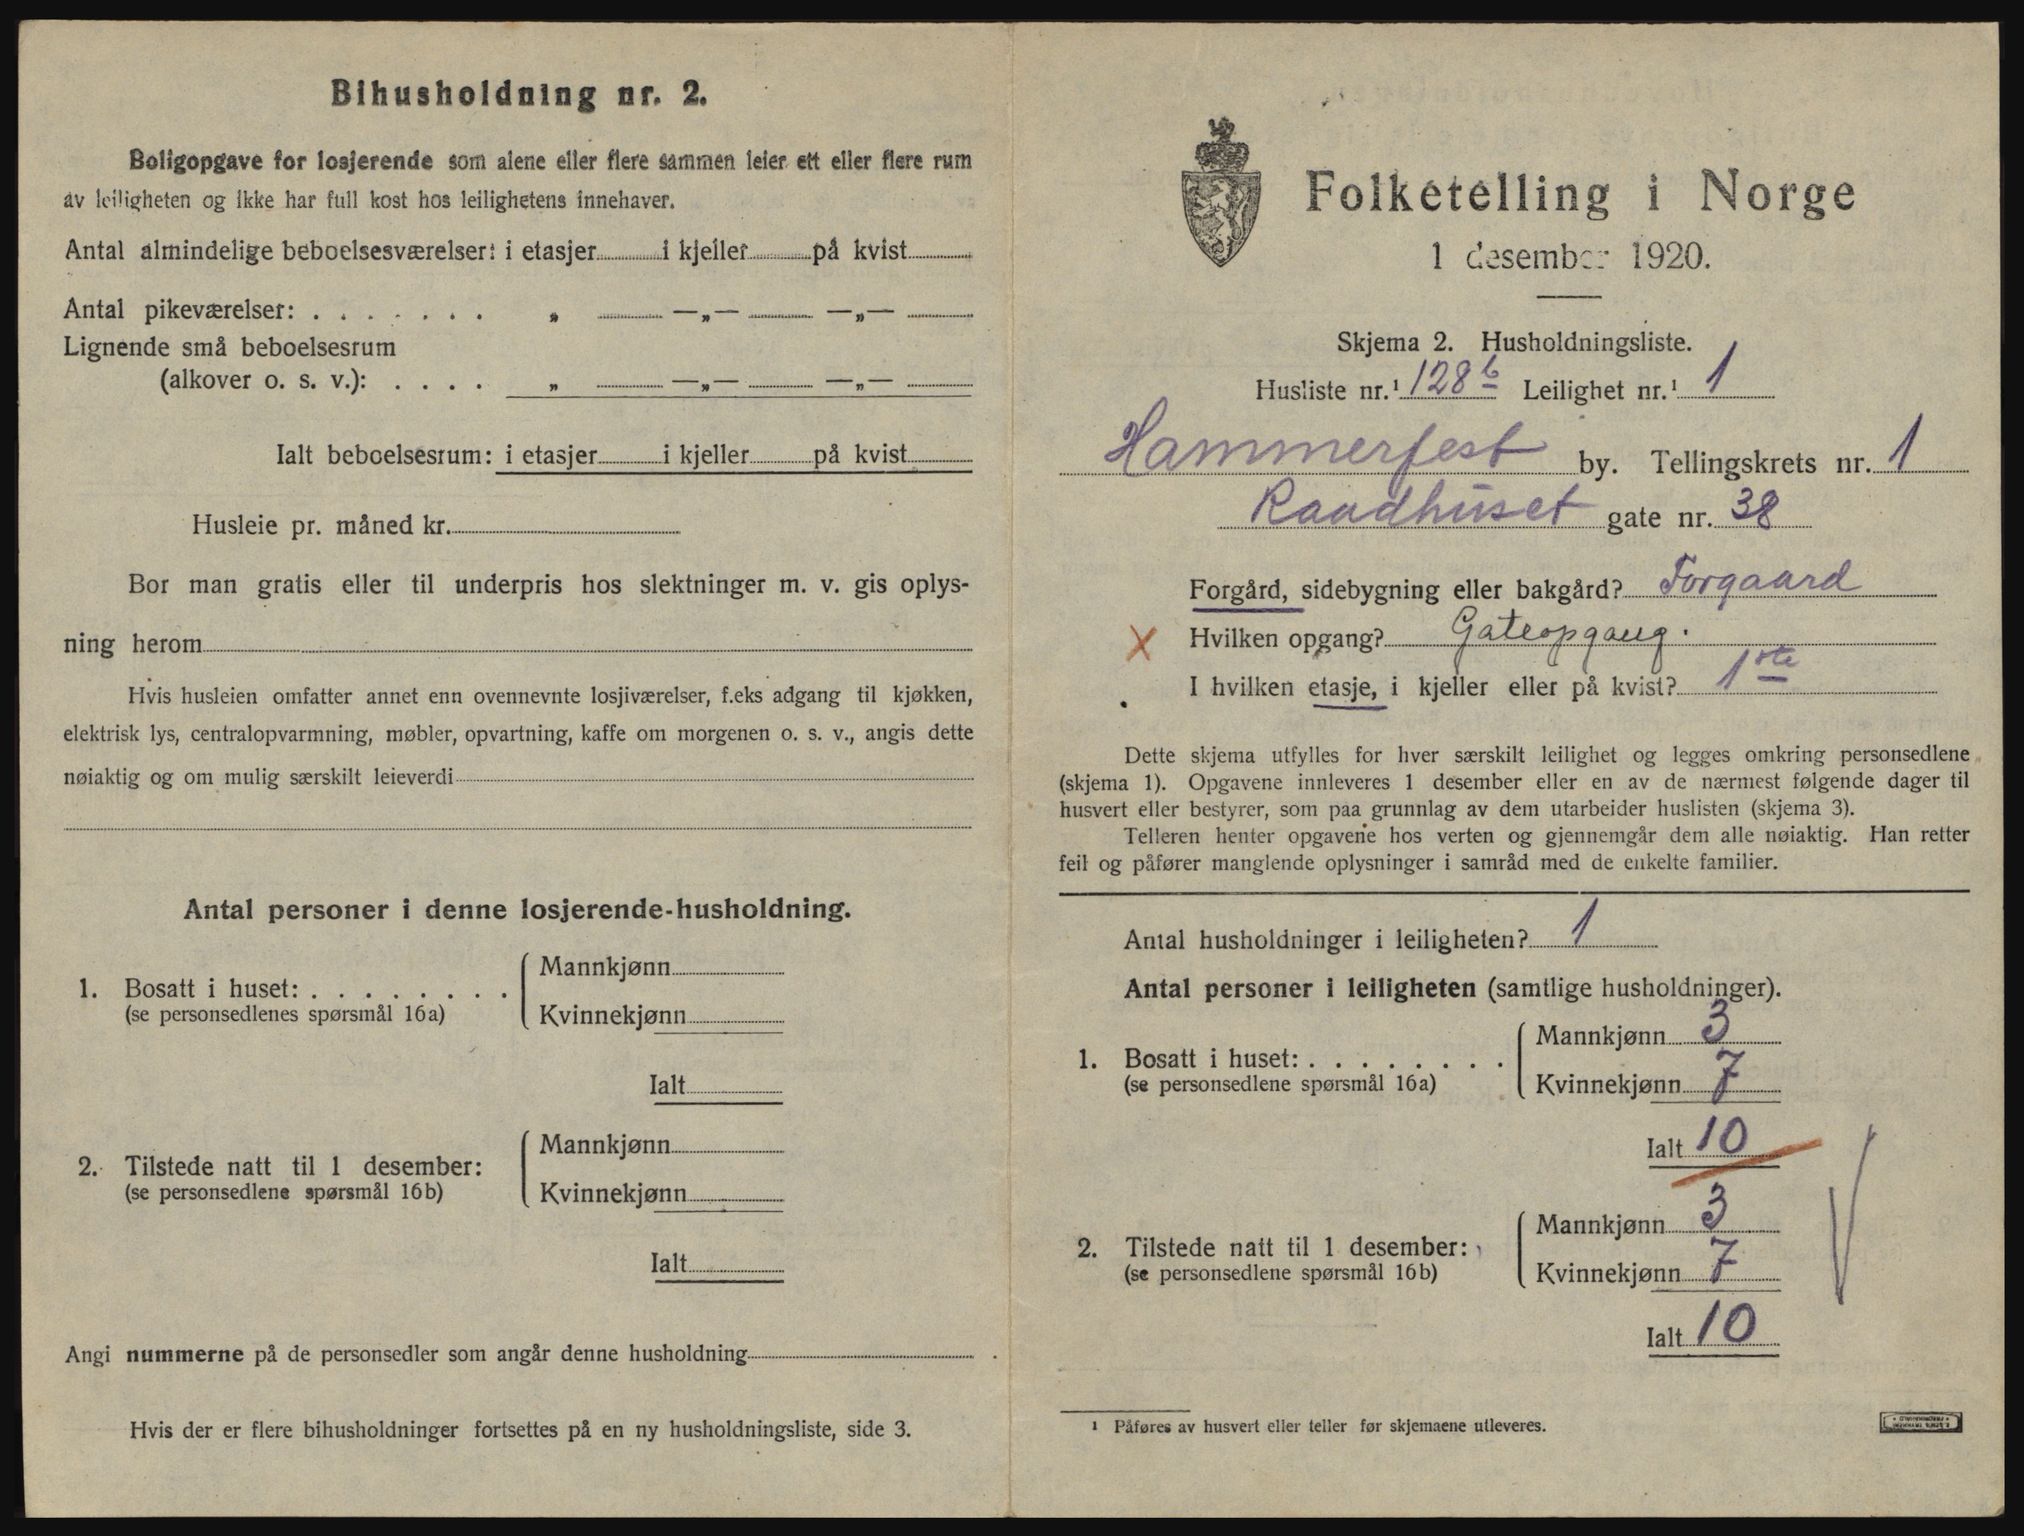 Bihusholdning nr. 2.
Boligopgave for losjerende som alene eller flere sammen leier ett eller flere rum
av leiligheten og ikke har full kost hos leilighetens innehaver.
Antal almindelige beboelsesværelser: i etasjer i kjeller på kvist
Antal pikeværelser: . . . . . . . „ —„— —„—
Lignende små beboelsesrum
(alkover o. s. v.): . . . . „ —„— —„—
Ialt beboelsesrum: i etasjer i kjeller på kvist
Husleie pr. måned kr.
Bor man gratis eller til underpris hos slektninger m. v. gis oplys-
ning herom
Hvis husleien omfatter annet enn ovennevnte losjiværelser, f.eks adgang til kjøkken,
elektrisk lys, centralopvarmning, møbler, opvartning, kaffe om morgenen o. s. v., angis dette
nøiaktig og om mulig særskilt leieverdi
Antal personer i denne losjerende-husholdning.
1. Bosatt i huset: . . . . . . . .
(se personsedlenes spørsmål 16a)
Mannkjønn
Kvinnekjønn
Ialt
2. Tilstede natt til 1 desember:
(se personsedlene spørsmål 16b)
Mannkjønn
Kvinnekjønn
Ialt
Angi nummerne på de personsedler som angår denne husholdning
Hvis der er flere bihusholdninger fortsettes på en ny husholdningsliste, side 3.
Folketelling i Norge
1 desember 1920.
Skjema 2. Husholdningsliste.
Husliste nr.¹ 128 b Leilighet nr.¹ 1
Hammerfest by. Tellingskrets nr. 1
Raadhuset gate nr. 38
Forgård, sidebygning eller bakgård? Forgaard
X Hvilken opgang? Gateopgang.
I hvilken etasje, i kjeller eller på kvist? 1ste
Dette skjema utfylles for hver særskilt leilighet og legges omkring personsedlene
(skjema 1). Opgavene innleveres 1 desember eller en av de nærmest følgende dager til
husvert eller bestyrer, som paa grunnlag av dem utarbeider huslisten (skjema 3).
Telleren henter opgavene hos verten og gjennemgår dem alle nøiaktig. Han retter
feil og påfører manglende oplysninger i samråd med de enkelte familier.
Antal husholdninger i leiligheten? 1
Antal personer i leiligheten (samtlige husholdninger).
1. Bosatt i huset: . . . . . . . .
(se personsedlene spørsmål 16a)
Mannkjønn 3
Kvinnekjønn 7
Ialt 10
2. Tilstede natt til 1 desember:
(se personsedlene spørsmål 16b)
Mannkjønn 3
Kvinnekjønn 7
Ialt 10
¹ Påføres av husvert eller teller før skjemaene utleveres.